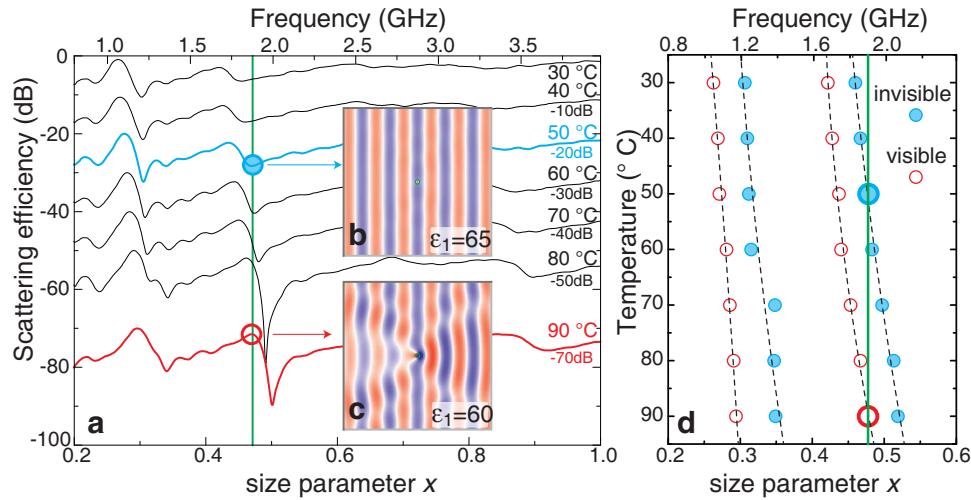 Frequency (GHz)
1.0 1.5 2.0 2.5 3.0 3.5
Scattering efficiency (dB)
0
-20
-40
-60
-80
-100
30 °C
40 °C
-10dB
50 °C
-20dB
60 °C
-30dB
70 °C
-40dB
80 °C
-50dB
90 °C
-70dB
b
ε1=65
c
ε1=60
a
0.2 0.4 0.6 0.8 1.0
size parameter x
Frequency (GHz)
0.8 1.2 1.6 2.0
Temperature (° C)
30
40
50
60
70
80
90
invisible
visible
d
0.2 0.3 0.4 0.5 0.6
size parameter x